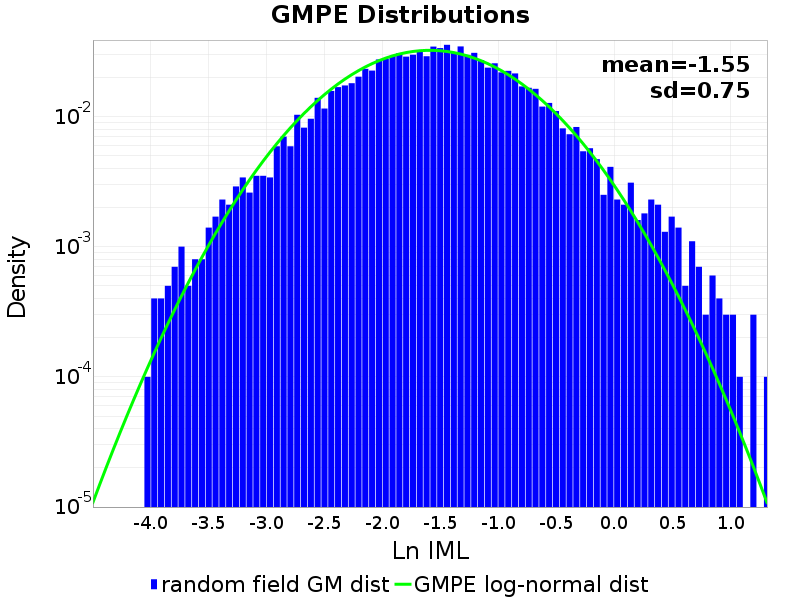 GMPE Distributions
mean=-1.55
sd=0.75
Density
10-2
10-3
10-4
10-5
-4.0 -3.5 -3.0 -2.5 -2.0 -1.5 -1.0 -0.5 0.0 0.5 1.0
Ln IML
random field GM dist GMPE log-normal dist